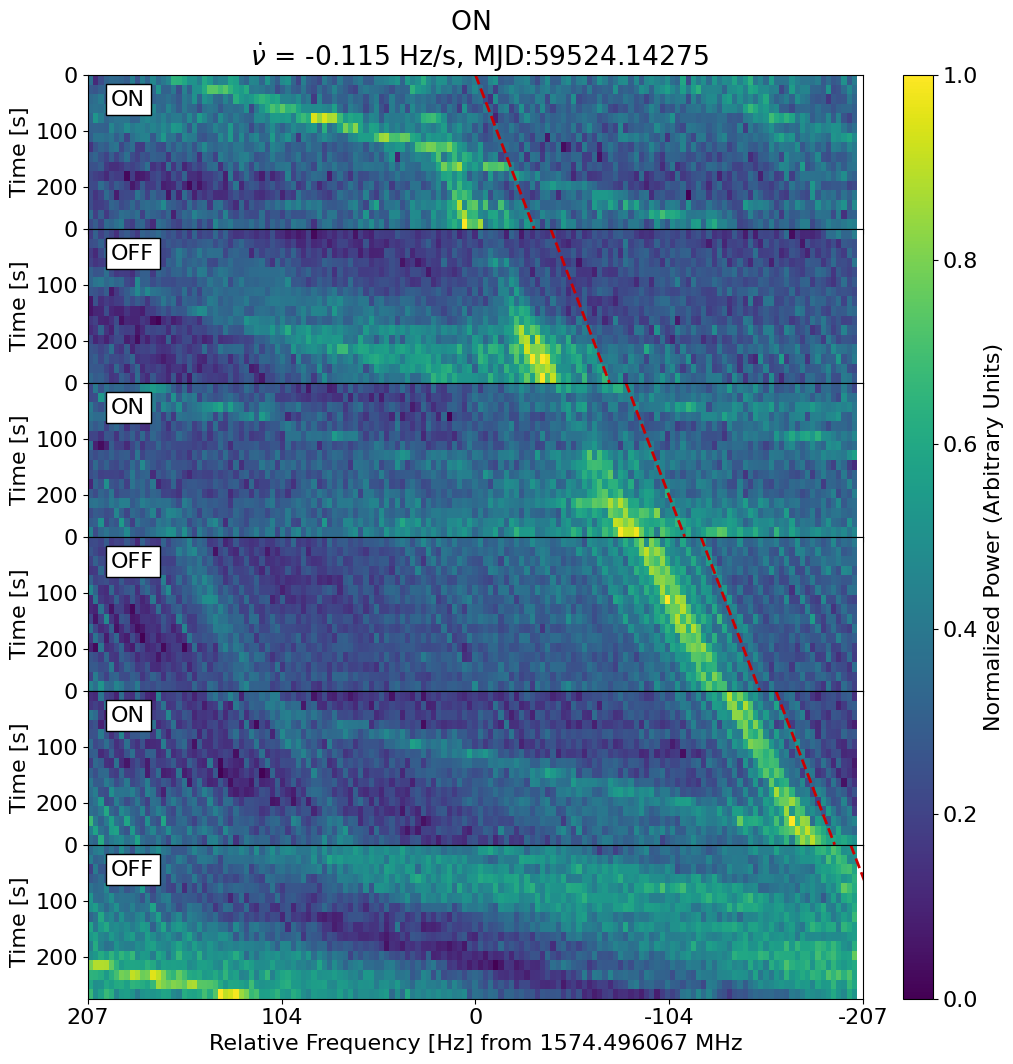 ON
ν̇ = -0.115 Hz/s, MJD:59524.14275
ON
OFF
ON
OFF
ON
OFF
0
100
200
0
100
200
0
100
200
0
100
200
0
100
200
0
100
200
Time [s]
Time [s]
Time [s]
Time [s]
Time [s]
Time [s]
207
104
0
-104
-207
Relative Frequency [Hz] from 1574.496067 MHz
1.0
0.8
0.6
0.4
0.2
0.0
Normalized Power (Arbitrary Units)